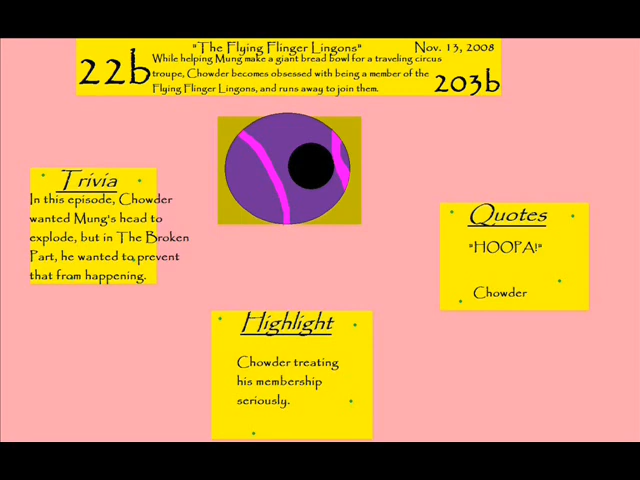 "The Flying Flinger Lingons"
Nov. 13, 2008
22b
While helping Mung make a giant bread bowl for a traveling circus
troupe, Chowder becomes obsessed with being a member of the
Flying Flinger Lingons, and runs away to join them.
203b
Trivia
In this episode, Chowder
wanted Mung's head to
explode, but in The Broken
Part, he wanted to prevent
that from happening.
Quotes
"HOOPA!"
Chowder
Highlight
Chowder treating
his membership
seriously.